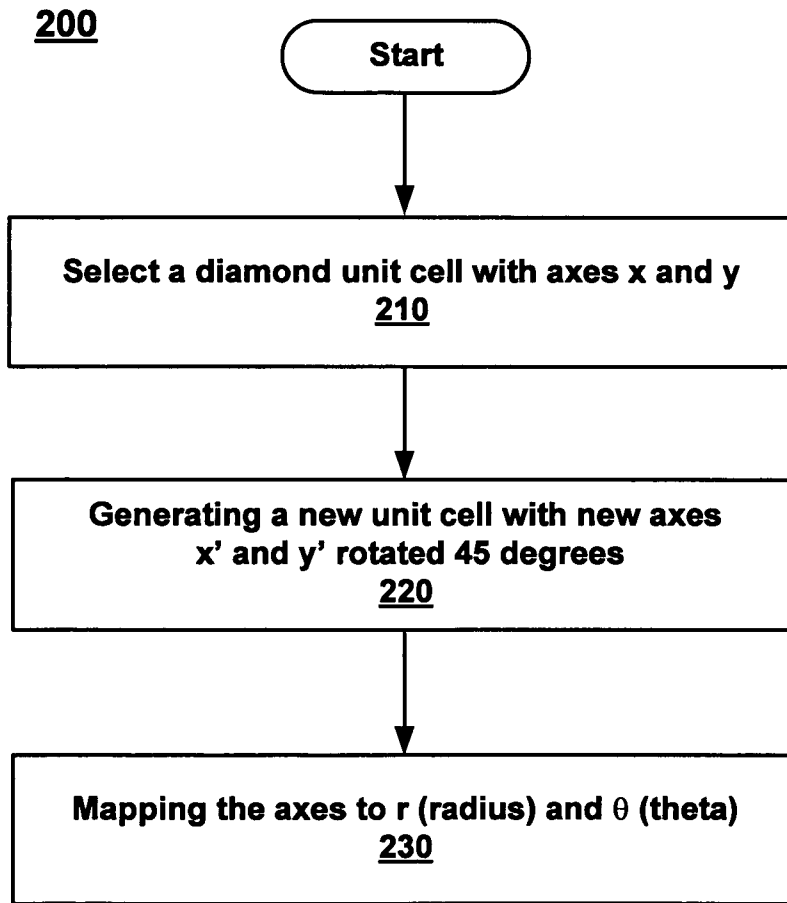 200
Start
Select a diamond unit cell with axes x and y
210
Generating a new unit cell with new axes
x’ and y’ rotated 45 degrees
220
Mapping the axes to r (radius) and θ (theta)
230